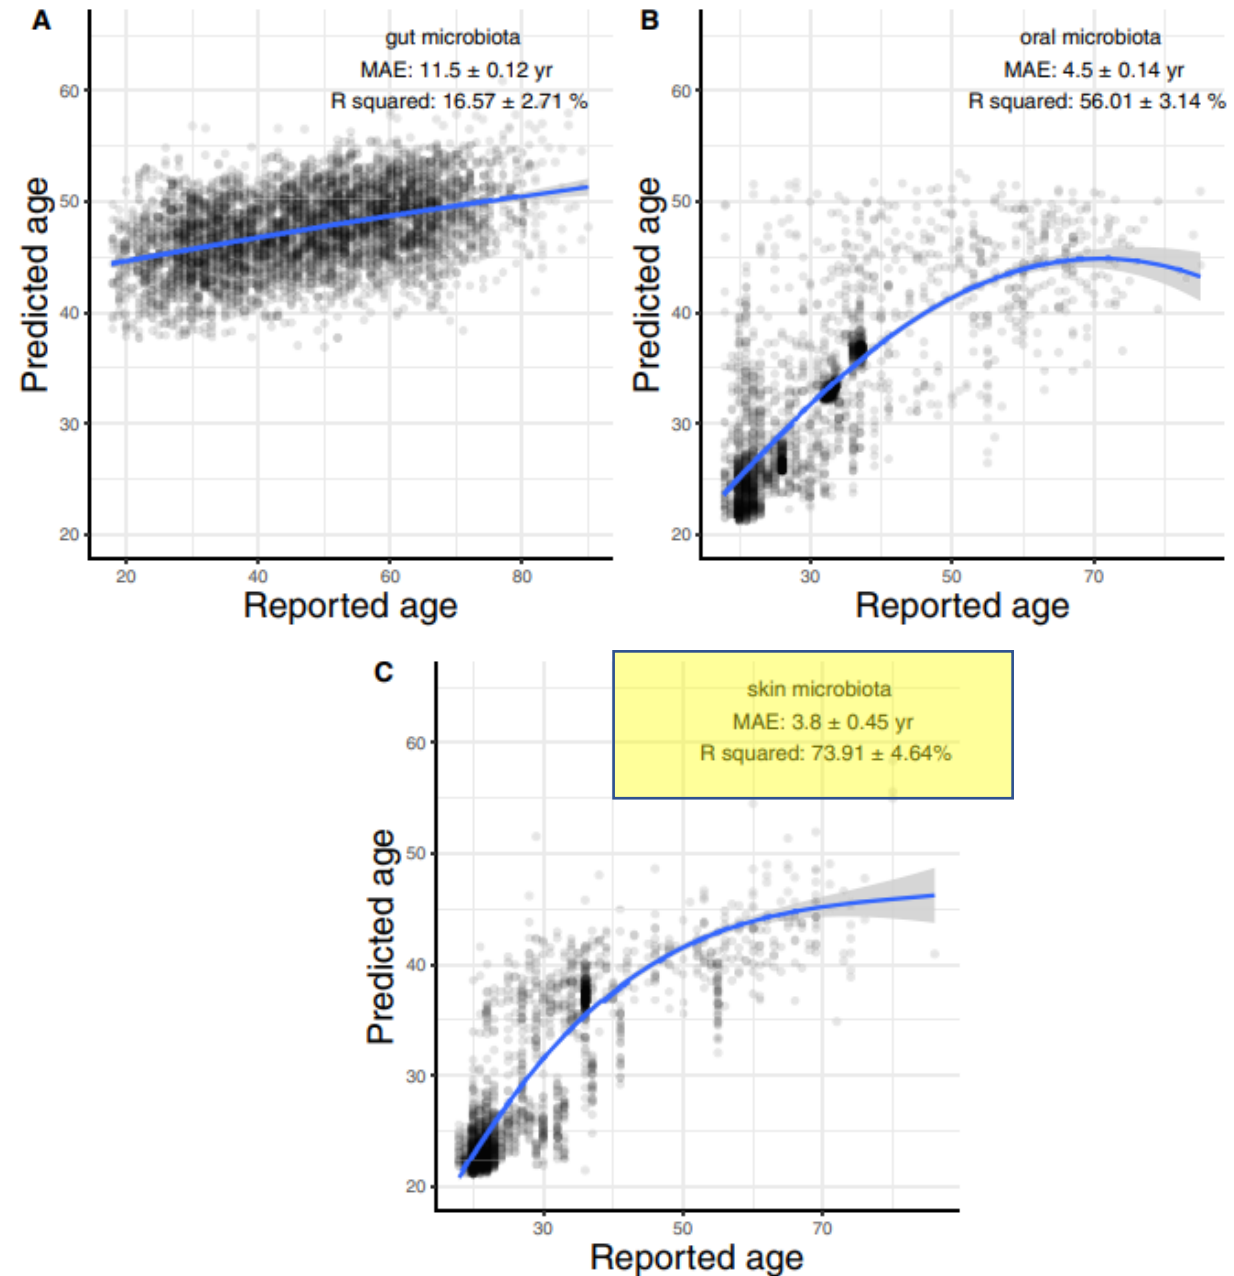 A
gut microbiota
MAE: 11.5 ± 0.12 yr
R squared: 16.57 ± 2.71 %
60
50
40
30
20
Predicted age
20 40 60 80
Reported age
B
oral microbiota
MAE: 4.5 ± 0.14 yr
R squared: 56.01 ± 3.14 %
60
50
40
30
20
Predicted age
30 50 70
Reported age
C
skin microbiota
MAE: 3.8 ± 0.45 yr
R squared: 73.91 ± 4.64%
60
50
40
30
20
Predicted age
30 50 70
Reported age